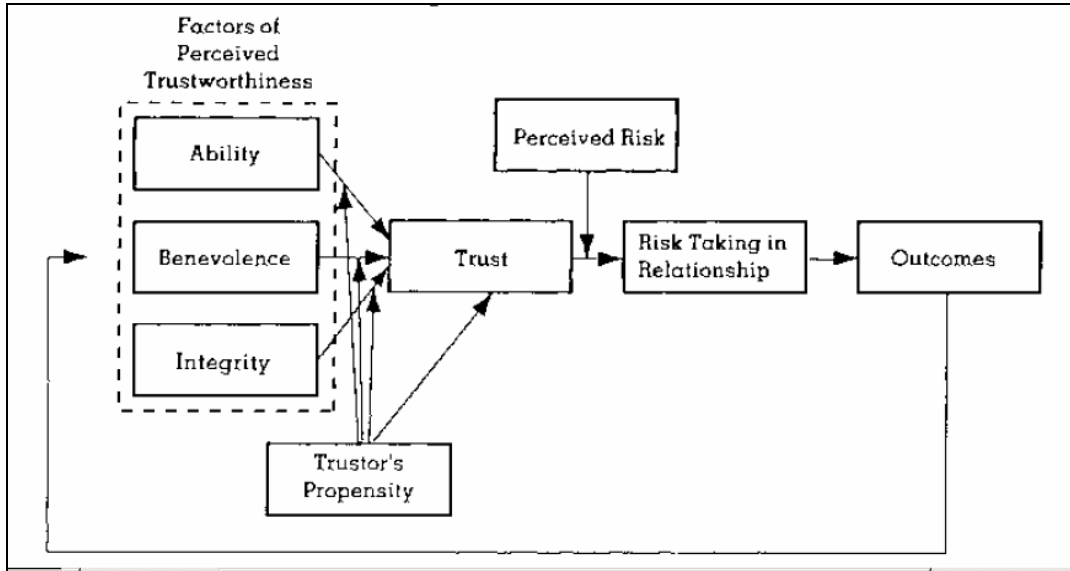 Factors of
Perceived
Trustworthiness
Ability
Benevolence
Integrity
Trustor's
Propensity
Trust
Perceived Risk
Risk Taking in
Relationship
Outcomes